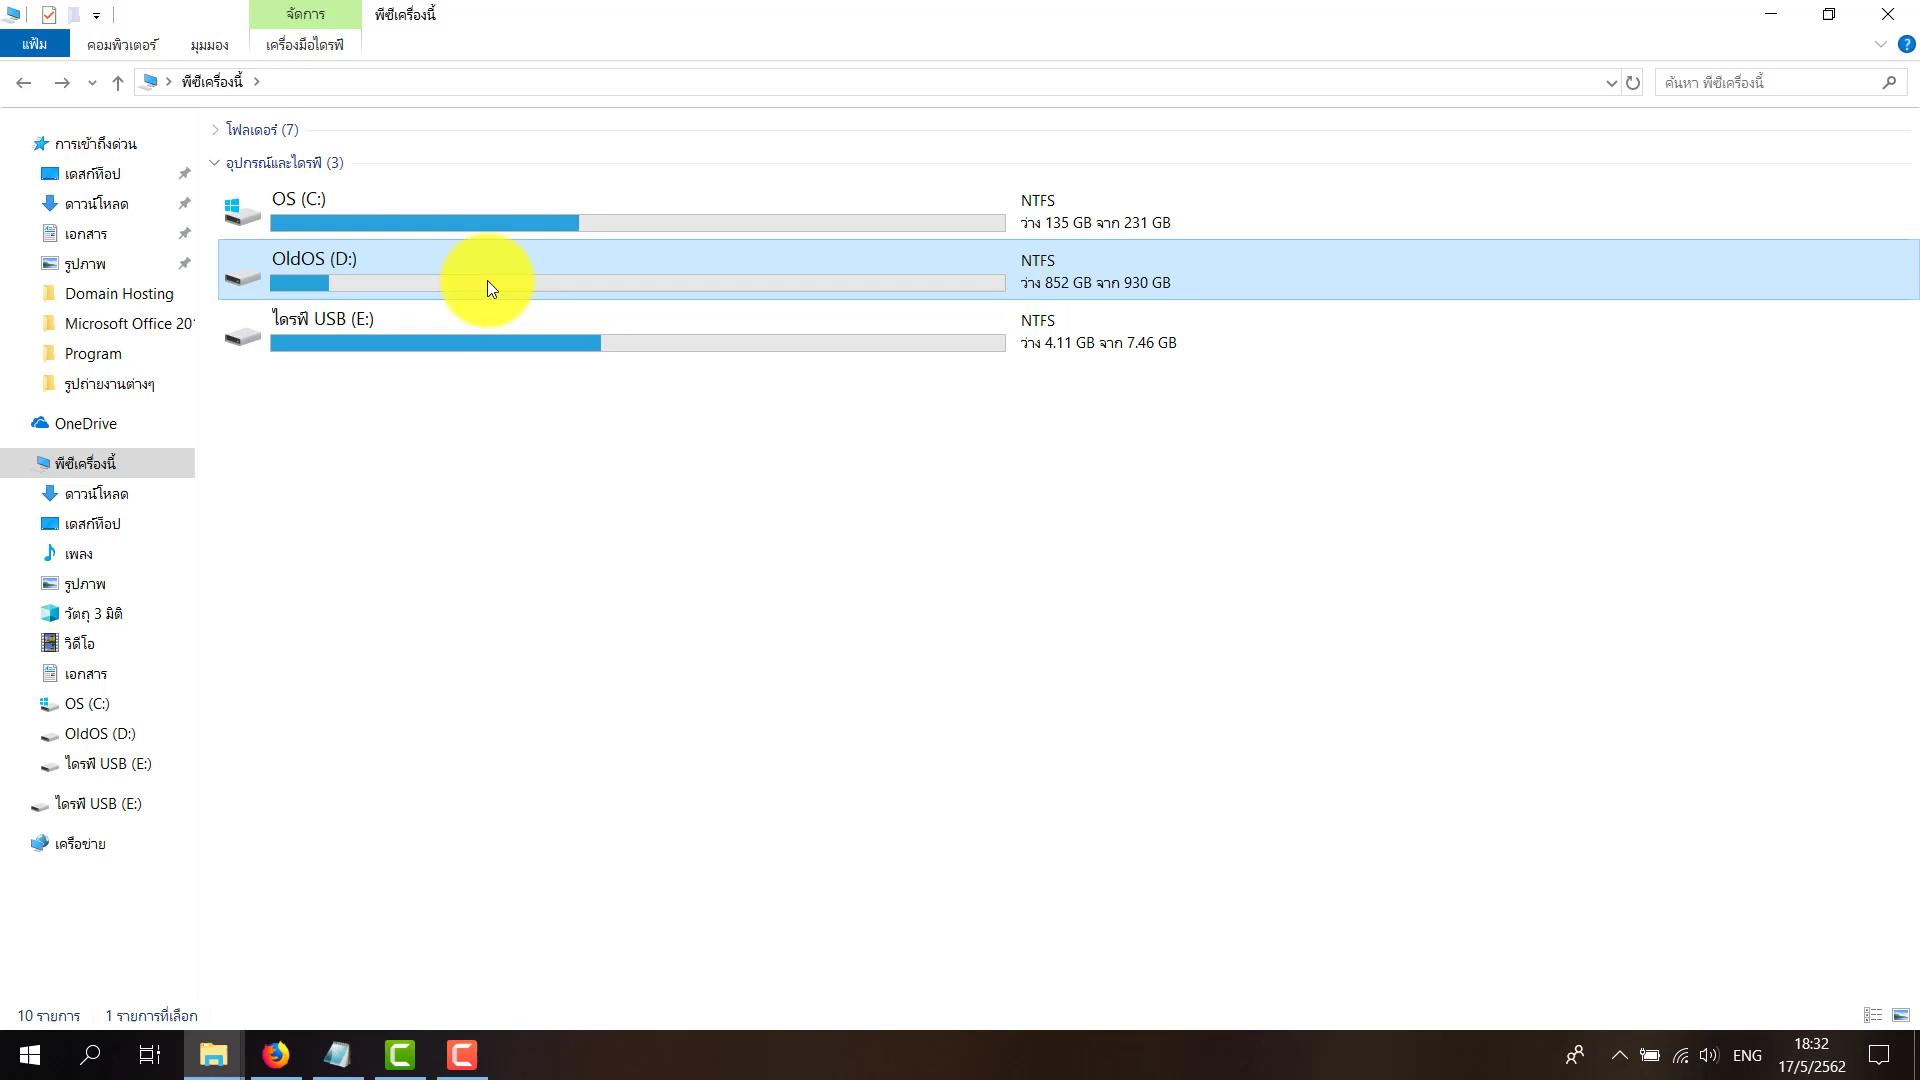 จัดการ
พีซีเครื่องนี้
แฟ้ม
คอมพิวเตอร์
มุมมอง
เครื่องมือไดรฟ์
?
พีซีเครื่องนี้
ค้นหา พีซีเครื่องนี้
การเข้าถึงด่วน
เดสก์ท็อป
ดาวน์โหลด
เอกสาร
รูปภาพ
Domain Hosting
Microsoft Office 201
Program
รูปถ่ายงานต่างๆ
OneDrive
พีซีเครื่องนี้
ดาวน์โหลด
เดสก์ท็อป
เพลง
รูปภาพ
วัตถุ 3 มิติ
วิดีโอ
เอกสาร
OS (C:)
OldOS (D:)
ไดรฟ์ USB (E:)
ไดรฟ์ USB (E:)
เครือข่าย
โฟลเดอร์ (7)
อุปกรณ์และไดรฟ์ (3)
OS (C:)
NTFS
ว่าง 135 GB จาก 231 GB
OldOS (D:)
NTFS
ว่าง 852 GB จาก 930 GB
ไดรฟ์ USB (E:)
NTFS
ว่าง 4.11 GB จาก 7.46 GB
10 รายการ
1 รายการที่เลือก
ENG
18:32
17/5/2562